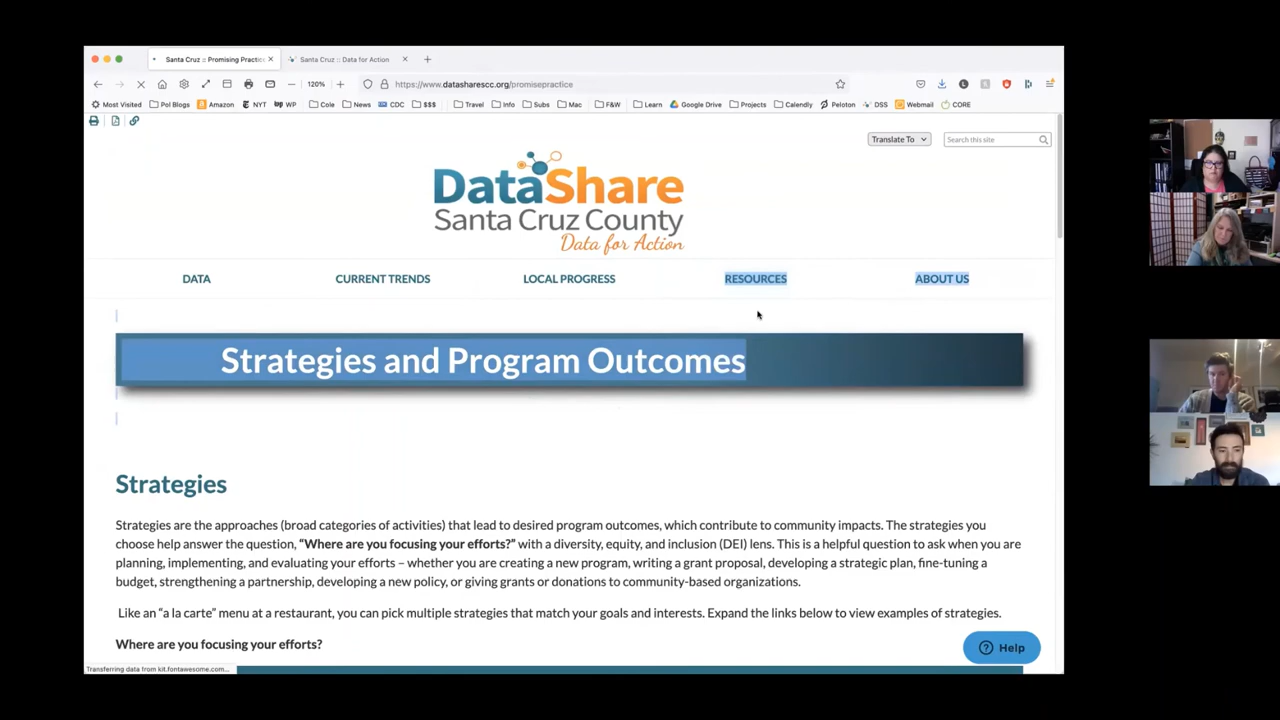 Santa Cruz :: Promising Practic
Santa Cruz :: Data for Action
120%
https://www.datasharescc.org/promisepractice
Most Visited Pol Blogs Amazon NYT WP Cole News CDC $$$ Travel Info Subs Mac F&W Learn Google Drive Projects Calendly Peloton DSS Webmail CORE
Translate To
Search this site
DataShare
Santa Cruz County
Data for Action
DATA CURRENT TRENDS LOCAL PROGRESS RESOURCES ABOUT US
Strategies and Program Outcomes
Strategies
Strategies are the approaches (broad categories of activities) that lead to desired program outcomes, which contribute to community impacts. The strategies you
choose help answer the question, “Where are you focusing your efforts?” with a diversity, equity, and inclusion (DEI) lens. This is a helpful question to ask when you are
planning, implementing, and evaluating your efforts – whether you are creating a new program, writing a grant proposal, developing a strategic plan, fine-tuning a
budget, strengthening a partnership, developing a new policy, or giving grants or donations to community-based organizations.
Like an “a la carte” menu at a restaurant, you can pick multiple strategies that match your goals and interests. Expand the links below to view examples of strategies.
Where are you focusing your efforts?
Help
Transferring data from kit.fontawesome.com...